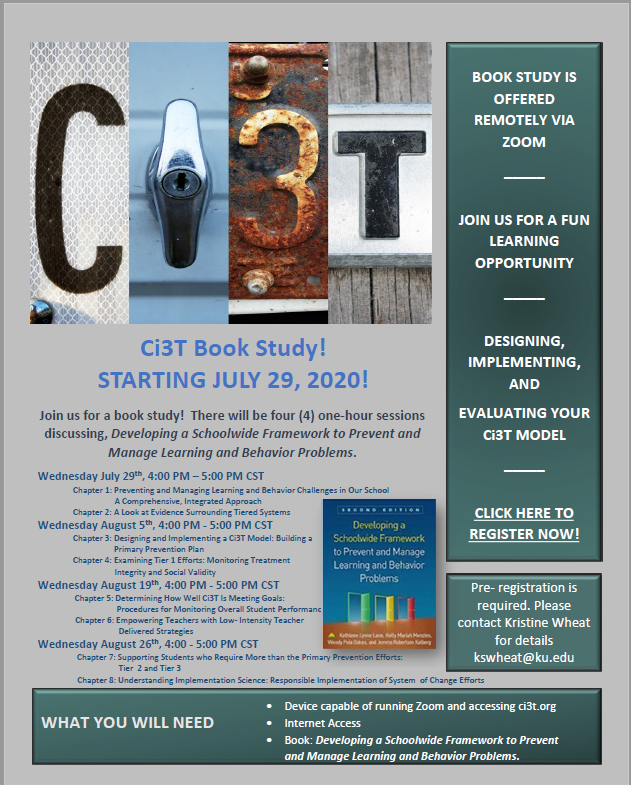 Ci3T
Ci3T Book Study!
STARTING JULY 29, 2020!
Join us for a book study!  There will be four (4) one-hour sessions
discussing, Developing a Schoolwide Framework to Prevent and
Manage Learning and Behavior Problems.
Wednesday July 29th, 4:00 PM – 5:00 PM CST
Chapter 1: Preventing and Managing Learning and Behavior Challenges in Our School
A Comprehensive, Integrated Approach
Chapter 2: A Look at Evidence Surrounding Tiered Systems
Wednesday August 5th, 4:00 PM - 5:00 PM CST
Chapter 3: Designing and Implementing a Ci3T Model: Building a
Primary Prevention Plan
Chapter 4: Examining Tier 1 Efforts: Monitoring Treatment
Integrity and Social Validity
Wednesday August 19th, 4:00 PM - 5:00 PM CST
Chapter 5: Determining How Well Ci3T Is Meeting Goals:
Procedures for Monitoring Overall Student Performanc
Chapter 6: Empowering Teachers with Low- Intensity Teacher
Delivered Strategies
Wednesday August 26th, 4:00 - 5:00 PM CST
Chapter 7: Supporting Students who Require More than the Primary Prevention Efforts:
Tier 2 and Tier 3
Chapter 8: Understanding Implementation Science: Responsible Implementation of System of Change Efforts
SECOND EDITION
Developing a
Schoolwide Framework
to Prevent and Manage
Learning and Behavior
Problems
Kathleen Lynne Lane, Holly Mariah Menzies,
Wendy Peia Oakes, and Jemma Robertson Kalberg
BOOK STUDY IS
OFFERED
REMOTELY VIA
ZOOM
JOIN US FOR A FUN
LEARNING
OPPORTUNITY
DESIGNING,
IMPLEMENTING,
AND
EVALUATING YOUR
Ci3T MODEL
CLICK HERE TO
REGISTER NOW!
Pre- registration is
required. Please
contact Kristine Wheat
for details
kswheat@ku.edu
WHAT YOU WILL NEED
• Device capable of running Zoom and accessing ci3t.org
• Internet Access
• Book: Developing a Schoolwide Framework to Prevent
and Manage Learning and Behavior Problems.